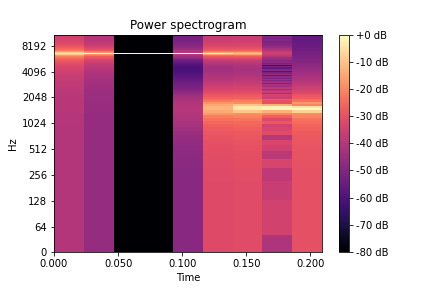 Power spectrogram
8192
4096
2048
1024
512
256
128
64
0
Hz
0.000 0.050 0.100 0.150 0.200
Time
+0 dB
-10 dB
-20 dB
-30 dB
-40 dB
-50 dB
-60 dB
-70 dB
-80 dB